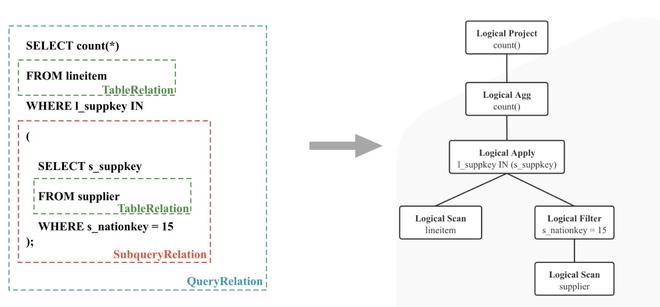 SELECT count(*)
FROM lineitem
TableRelation
WHERE l_suppkey IN
(
SELECT s_suppkey
FROM supplier
TableRelation
WHERE s_nationkey = 15
);
SubqueryRelation
QueryRelation
Logical Project
count()
Logical Agg
count()
Logical Apply
l_suppkey IN (s_suppkey)
Logical Scan
lineitem
Logical Filter
s_nationkey = 15
Logical Scan
supplier